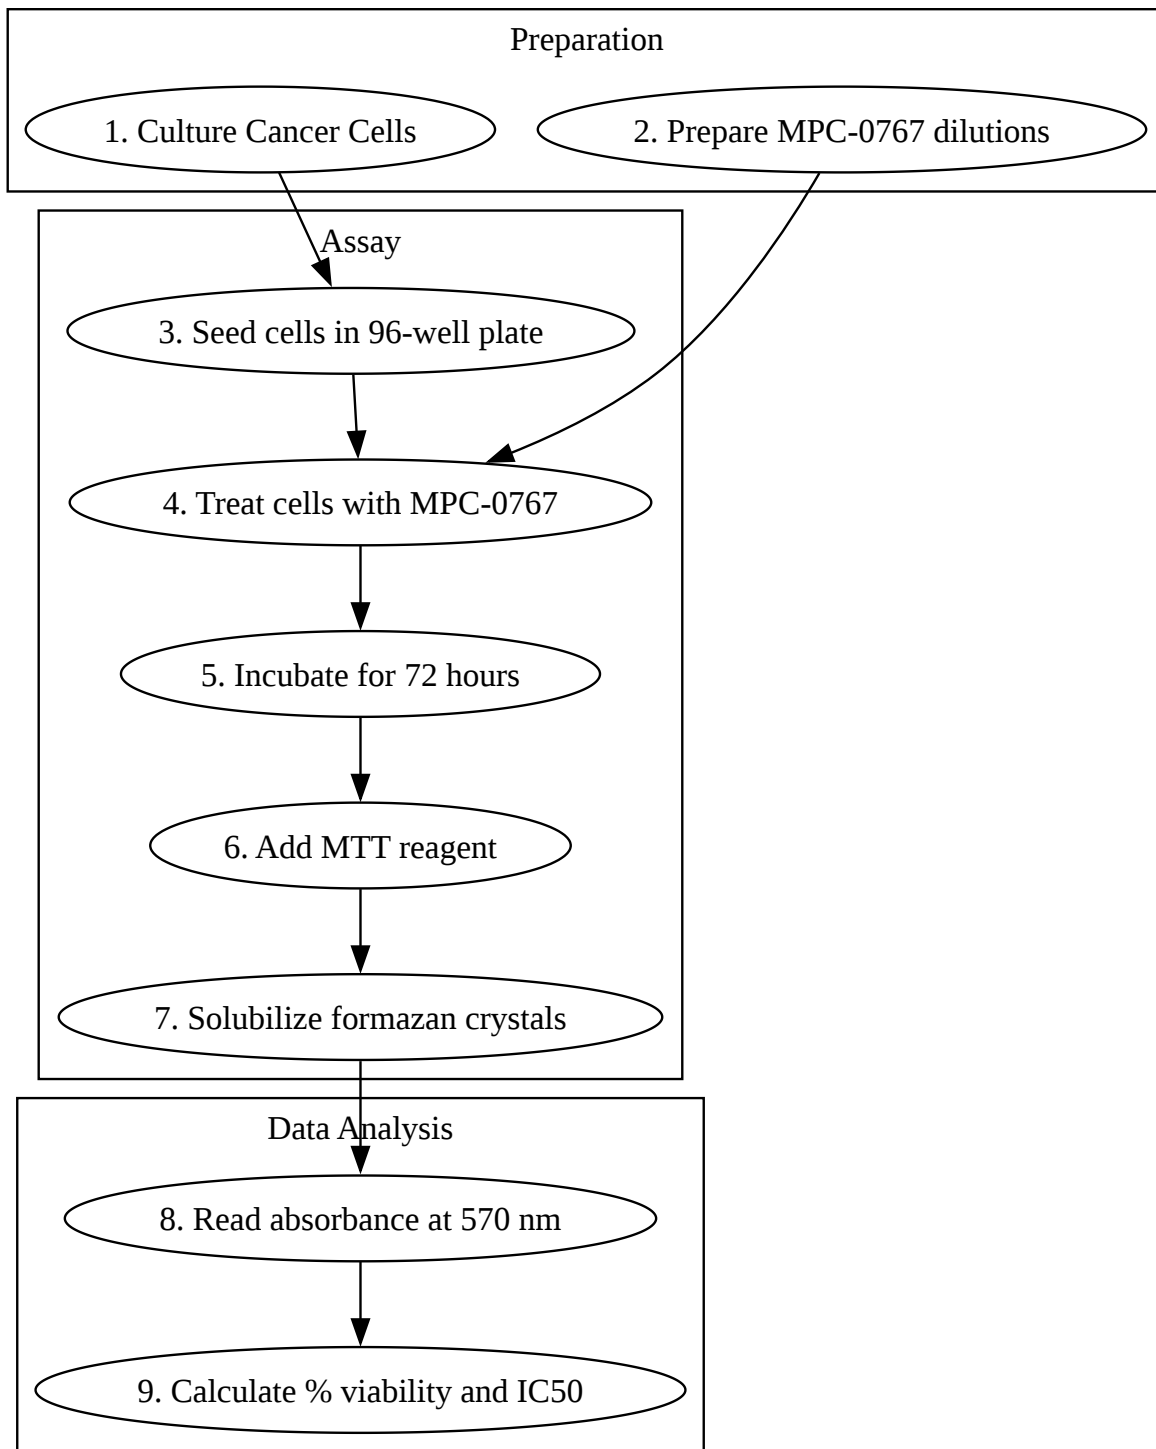 Preparation
1. Culture Cancer Cells
2. Prepare MPC-0767 dilutions
Assay
3. Seed cells in 96-well plate
4. Treat cells with MPC-0767
5. Incubate for 72 hours
6. Add MTT reagent
7. Solubilize formazan crystals
Data Analysis
8. Read absorbance at 570 nm
9. Calculate % viability and IC50